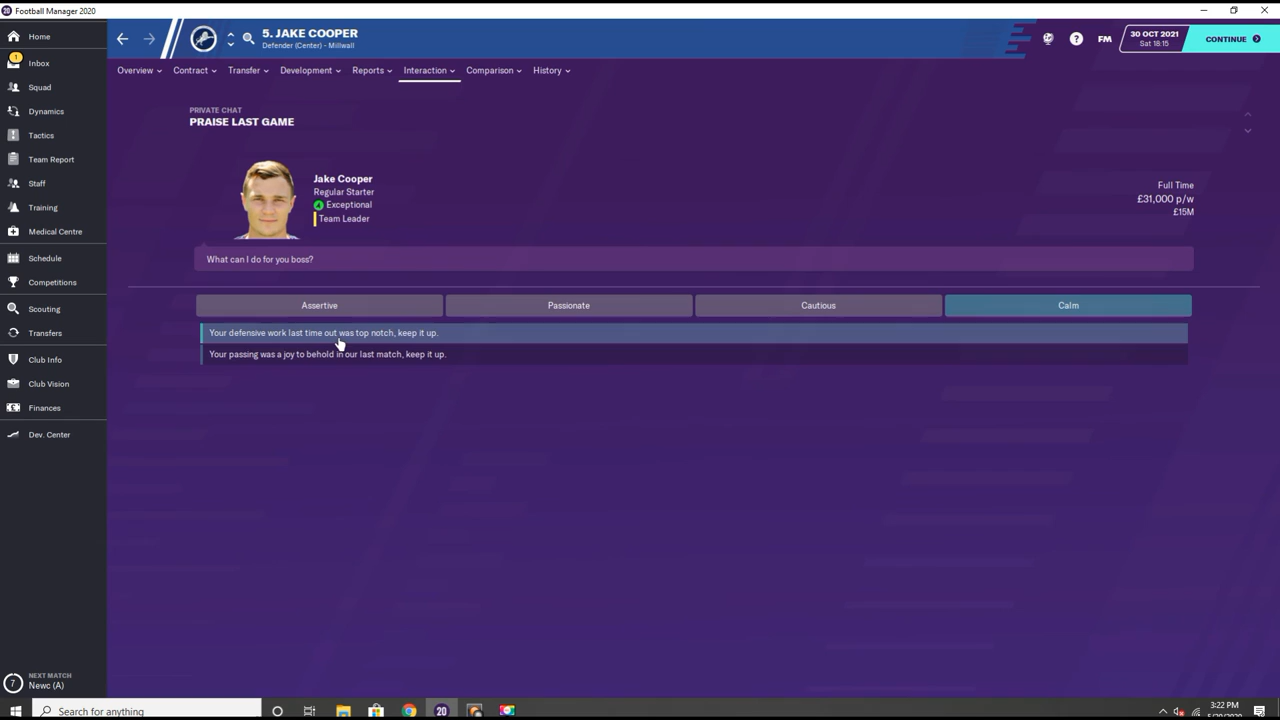 Football Manager 2020
Home
1
Inbox
Squad
Dynamics
Tactics
Team Report
Staff
Training
Medical Centre
Schedule
Competitions
Scouting
Transfers
Club Info
Club Vision
Finances
Dev. Center
7 NEXT MATCH
Newc (A)
5. JAKE COOPER
Defender (Center) - Millwall
? FM 30 OCT 2021
Sat 18:15
CONTINUE
Overview Contract Transfer Development Reports Interaction Comparison History
PRIVATE CHAT
PRAISE LAST GAME
Jake Cooper
Regular Starter
Exceptional
Team Leader
Full Time
£31,000 p/w
£15M
What can I do for you boss?
Assertive Passionate Cautious Calm
Your defensive work last time out was top notch, keep it up.
Your passing was a joy to behold in our last match, keep it up.
Search for anything
20
3:22 PM